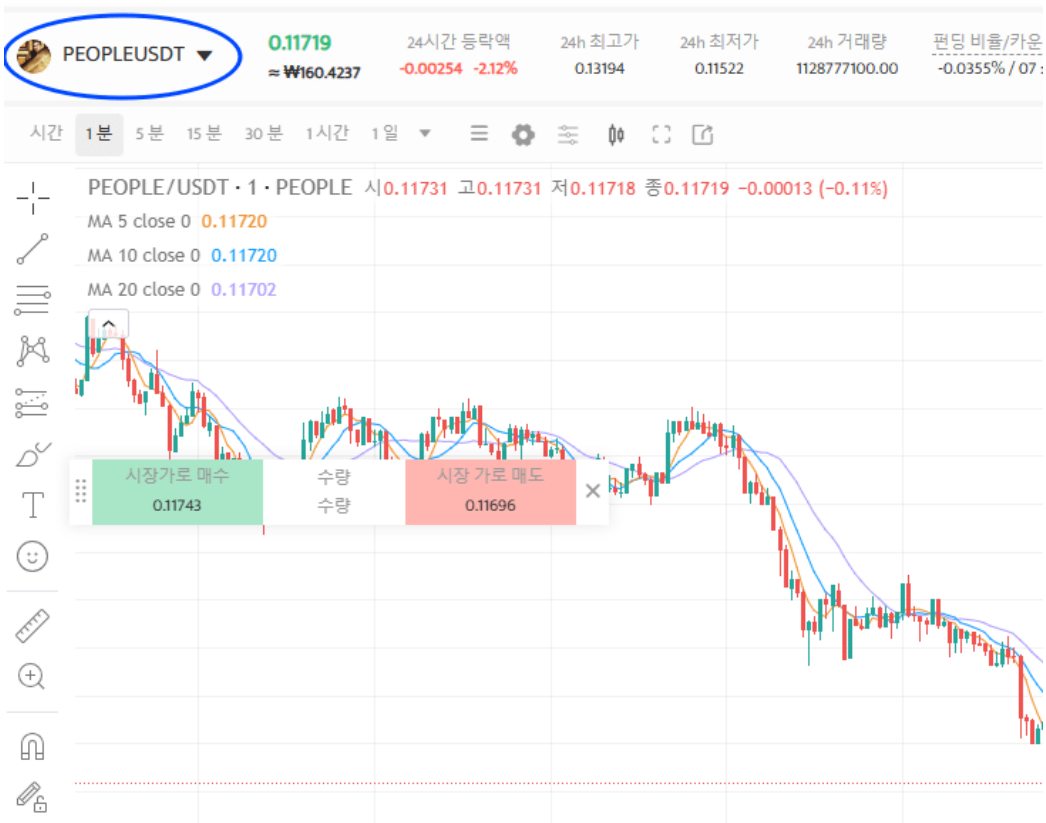 PEOPLEUSDT
0.11719
≈ ₩160.4237
24시간 등락액
-0.00254 -2.12%
24h 최고가
0.13194
24h 최저가
0.11522
24h 거래량
1128777100.00
펀딩 비율/카운
-0.0355% / 07 :
시간 1분 5분 15분 30분 1시간 1일
PEOPLE/USDT · 1 · PEOPLE 시0.11731 고0.11731 저0.11718 종0.11719 −0.00013 (−0.11%)
MA 5 close 0 0.11720
MA 10 close 0 0.11720
MA 20 close 0 0.11702
시장가로 매수
0.11743
수량
수량
시장 가로 매도
0.11696